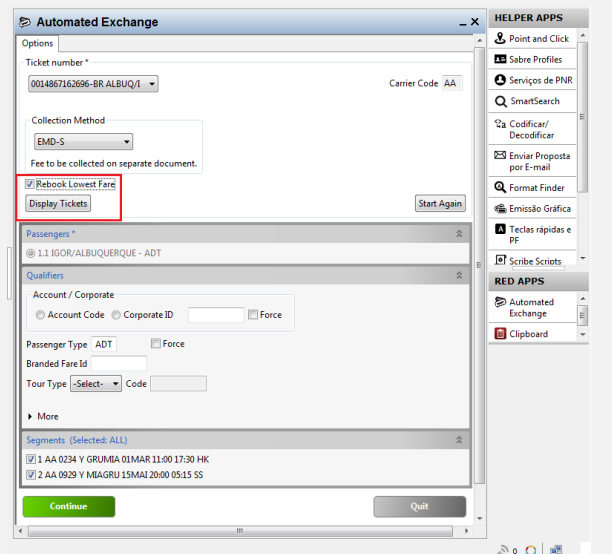 Automated Exchange
Options
Ticket number *
0014867162696-BR ALBUQ/I
Carrier Code AA
Collection Method
EMD-S
Fee to be collected on separate document.
Rebook Lowest Fare
Display Tickets
Start Again
Passengers *
1.1 IGOR/ALBUQUERQUE - ADT
Qualifiers
Account / Corporate
Account Code Corporate ID Force
Passenger Type ADT Force
Branded Fare Id
Tour Type -Select- Code
More
Segments (Selected: ALL)
1 AA 0234 Y GRUMIA 01MAR 11:00 17:30 HK
2 AA 0929 Y MIAGRU 15MAI 20:00 05:15 SS
Continue
Quit
HELPER APPS
Point and Click
Sabre Profiles
Serviços de PNR
SmartSearch
Codificar/
Decodificar
Enviar Proposta
por E-mail
Format Finder
Emissão Gráfica
Teclas rápidas e
PF
Scribe Scripts
RED APPS
Automated
Exchange
Clipboard
0